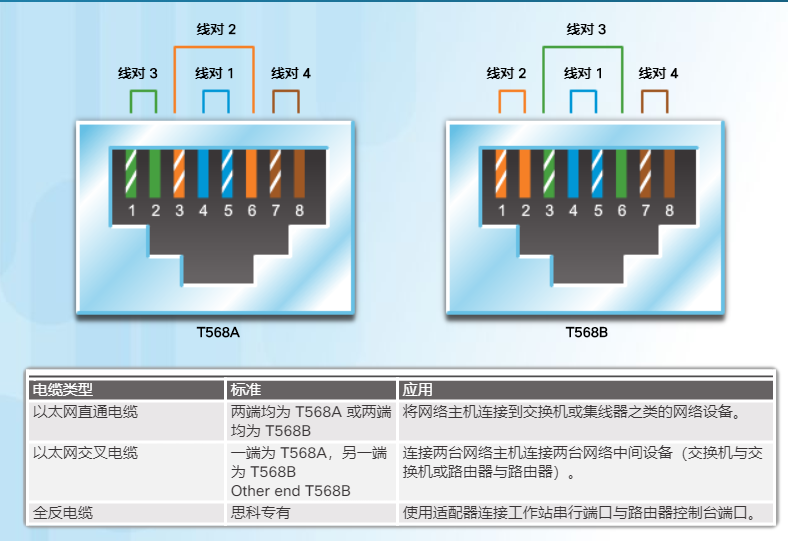 线对 2
线对 3 线对 1 线对 4
1 2 3 4 5 6 7 8
T568A
线对 3
线对 2 线对 1 线对 4
1 2 3 4 5 6 7 8
T568B
电缆类型 标准 应用
以太网直通电缆 两端均为 T568A 或两端 将网络主机连接到交换机或集线器之类的网络设备。
均为 T568B
以太网交叉电缆 一端为 T568A，另一端 连接两台网络主机连接两台网络中间设备（交换机与交
为 T568B 换机或路由器与路由器）。
Other end T568B
全反电缆 思科专有 使用适配器连接工作站串行端口与路由器控制台端口。